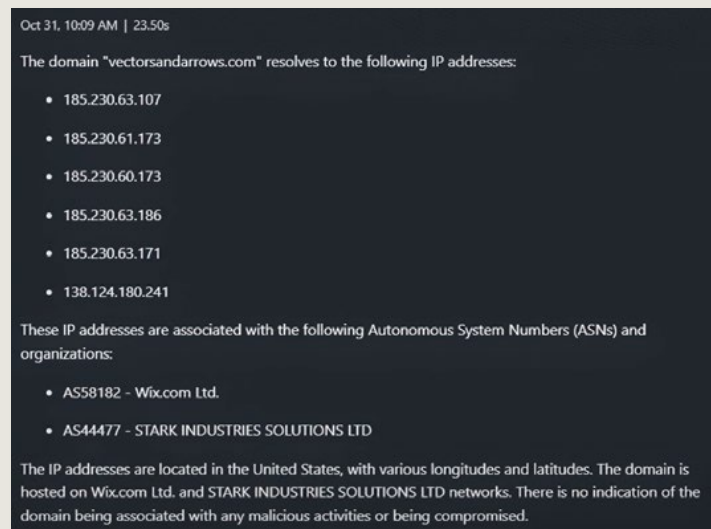 Oct 31, 10:09 AM | 23.50s
The domain "vectorsandarrows.com" resolves to the following IP addresses:
• 185.230.63.107
• 185.230.61.173
• 185.230.60.173
• 185.230.63.186
• 185.230.63.171
• 138.124.180.241
These IP addresses are associated with the following Autonomous System Numbers (ASNs) and
organizations:
• AS58182 - Wix.com Ltd.
• AS44477 - STARK INDUSTRIES SOLUTIONS LTD
The IP addresses are located in the United States, with various longitudes and latitudes. The domain is
hosted on Wix.com Ltd. and STARK INDUSTRIES SOLUTIONS LTD networks. There is no indication of the
domain being associated with any malicious activities or being compromised.